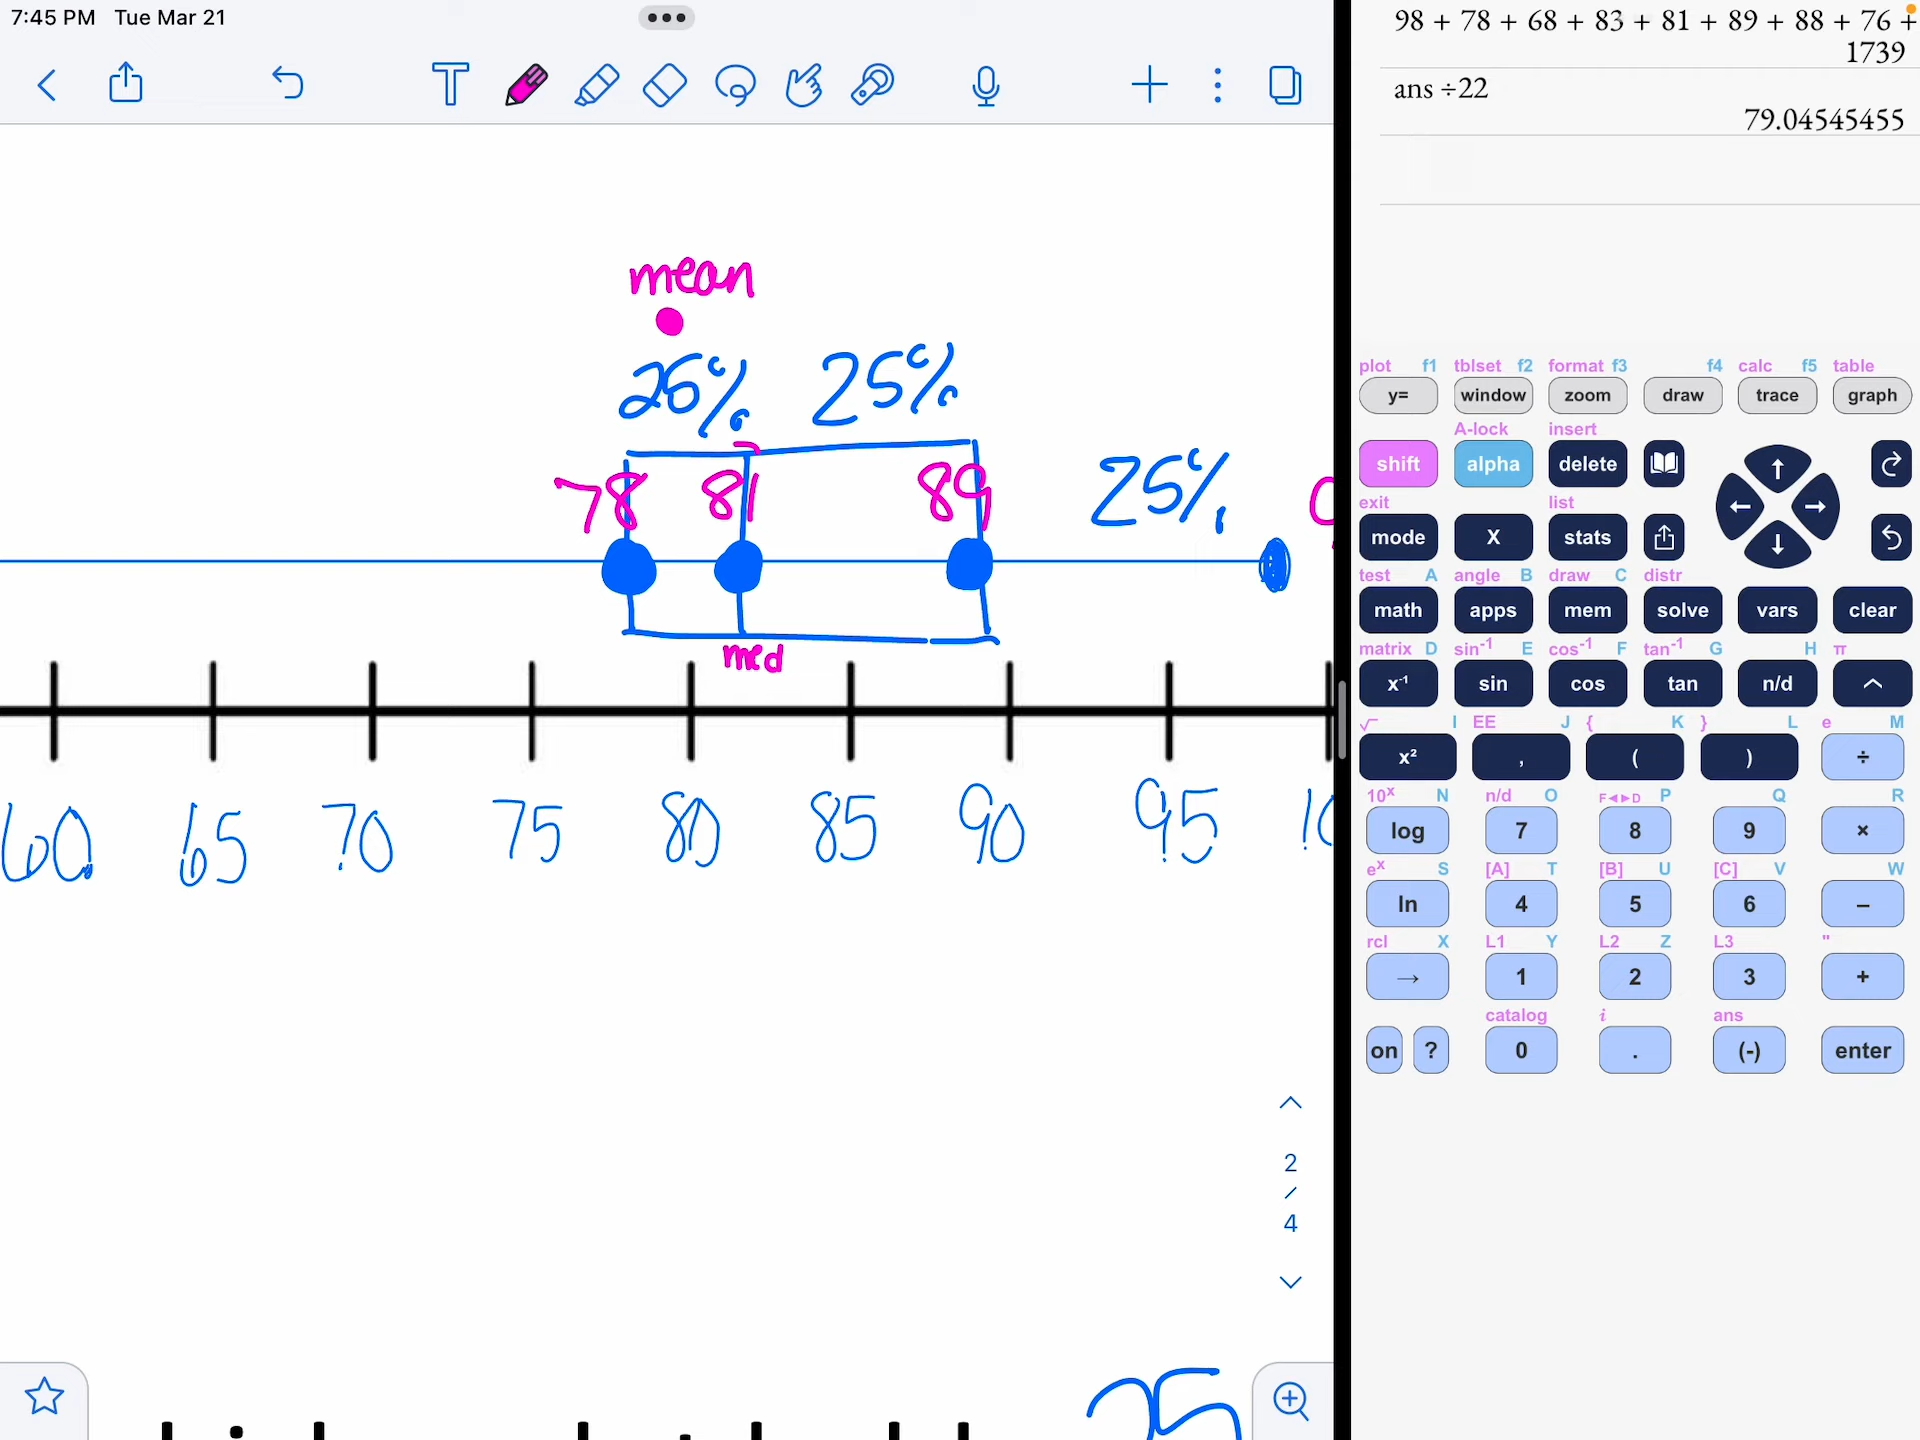 7:45 PM Tue Mar 21
T
mean
25% 25%
78 81 89 25%
med
60 65 70 75 80 85 90 95
2
/
4
25
98 + 78 + 68 + 83 + 81 + 89 + 88 + 76 +
1739
ans ÷22
79.04545455
plot f1 tblset f2 format f3 f4 calc f5 table
y= window zoom draw trace graph
A-lock insert
shift alpha delete
exit list
mode X stats
test A angle B draw C distr
math apps mem solve vars clear
matrix D sin⁻¹ E cos⁻¹ F tan⁻¹ G H π
x⁻¹ sin cos tan n/d ^
√ I EE J { K } L e M
x² , ( ) ÷
10ˣ N n/d O F◄►D P Q R
log 7 8 9 ×
eˣ S [A] T [B] U [C] V W
ln 4 5 6 −
rcl X L1 Y L2 Z L3 "
→ 1 2 3 +
catalog i ans
on ? 0 . (-) enter